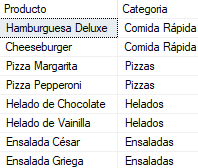 Producto Categoria
Hamburguesa Deluxe Comida Rápida
Cheeseburger Comida Rápida
Pizza Margarita Pizzas
Pizza Pepperoni Pizzas
Helado de Chocolate Helados
Helado de Vainilla Helados
Ensalada César Ensaladas
Ensalada Griega Ensaladas